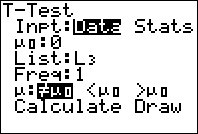 T-Test
Inpt:Data Stats
μ₀:0
List:L₃
Freq:1
μ:≠μ₀ <μ₀ >μ₀
Calculate Draw